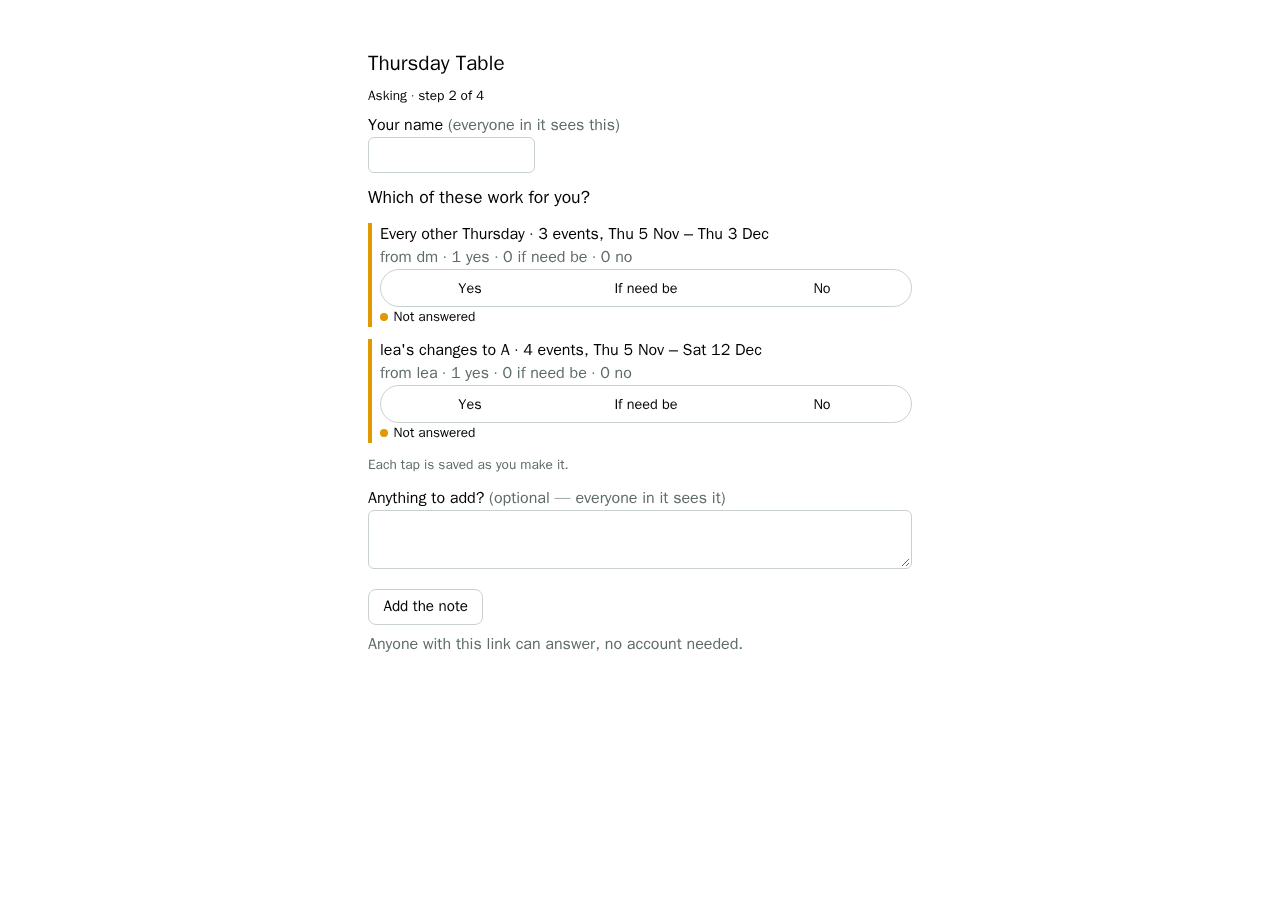 Thursday Table
Asking · step 2 of 4
Your name (everyone in it sees this)
Which of these work for you?
Every other Thursday · 3 events, Thu 5 Nov – Thu 3 Dec
from dm · 1 yes · 0 if need be · 0 no
Yes If need be No
Not answered
lea's changes to A · 4 events, Thu 5 Nov – Sat 12 Dec
from lea · 1 yes · 0 if need be · 0 no
Yes If need be No
Not answered
Each tap is saved as you make it.
Anything to add? (optional — everyone in it sees it)
Add the note
Anyone with this link can answer, no account needed.